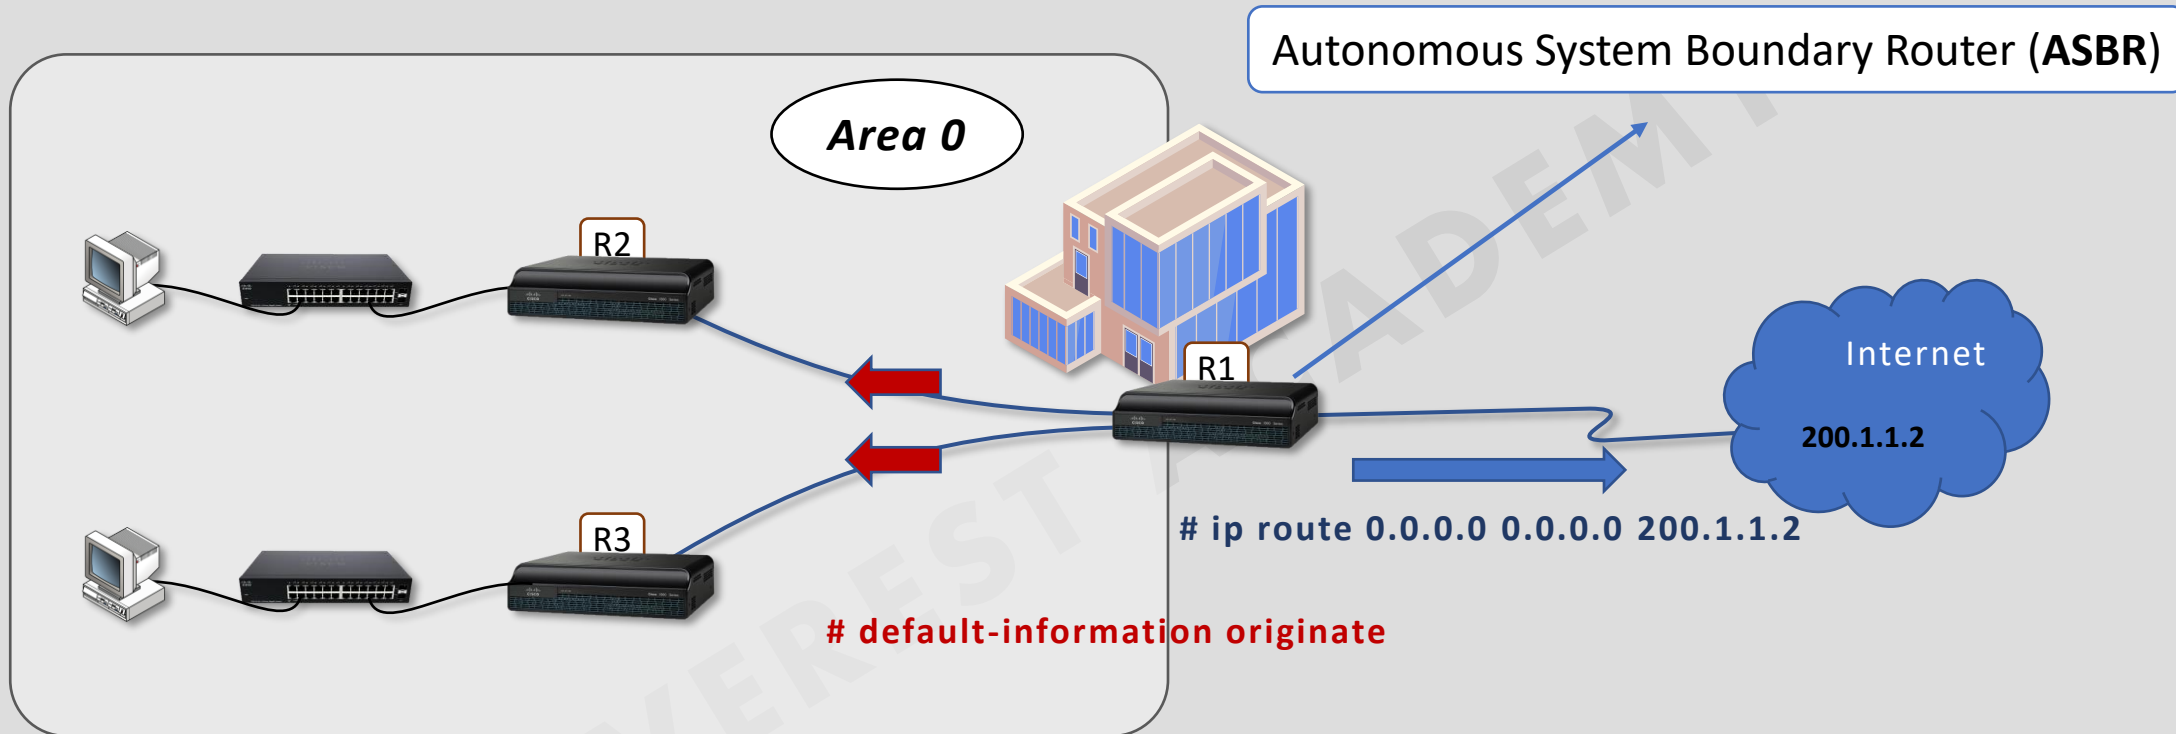 Autonomous System Boundary Router (ASBR)
Area 0
R2
R1
Internet
200.1.1.2
# ip route 0.0.0.0 0.0.0.0 200.1.1.2
R3
# default-information originate